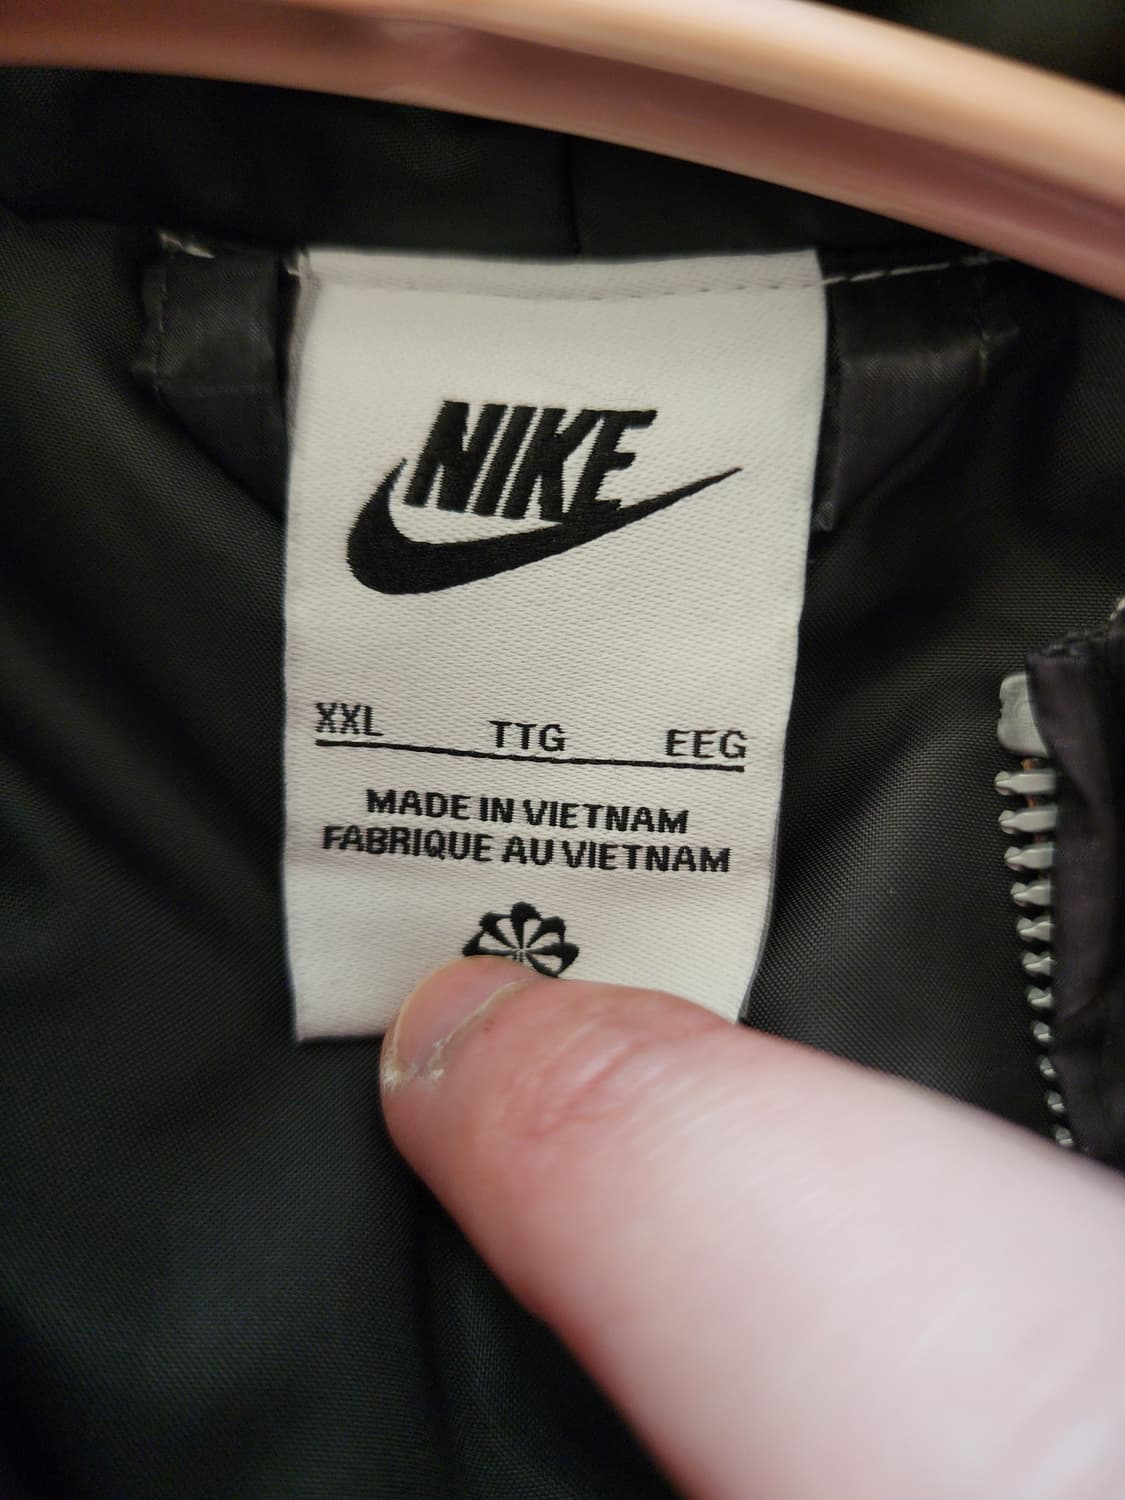 NIKE
XXL TTG EEG
MADE IN VIETNAM
FABRIQUE AU VIETNAM